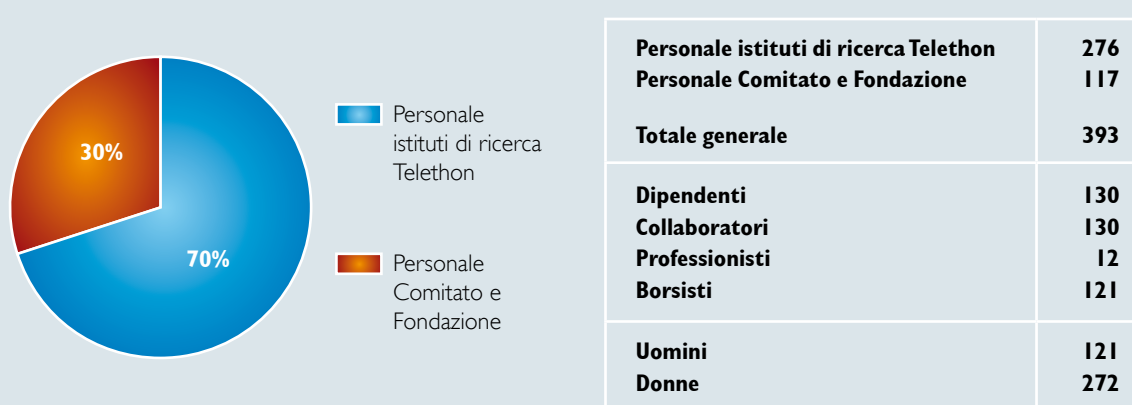 30%
70%
Personale
istituti di ricerca
Telethon
Personale
Comitato e
Fondazione
Personale istituti di ricerca Telethon 276
Personale Comitato e Fondazione 117
Totale generale 393
Dipendenti 130
Collaboratori 130
Professionisti 12
Borsisti 121
Uomini 121
Donne 272